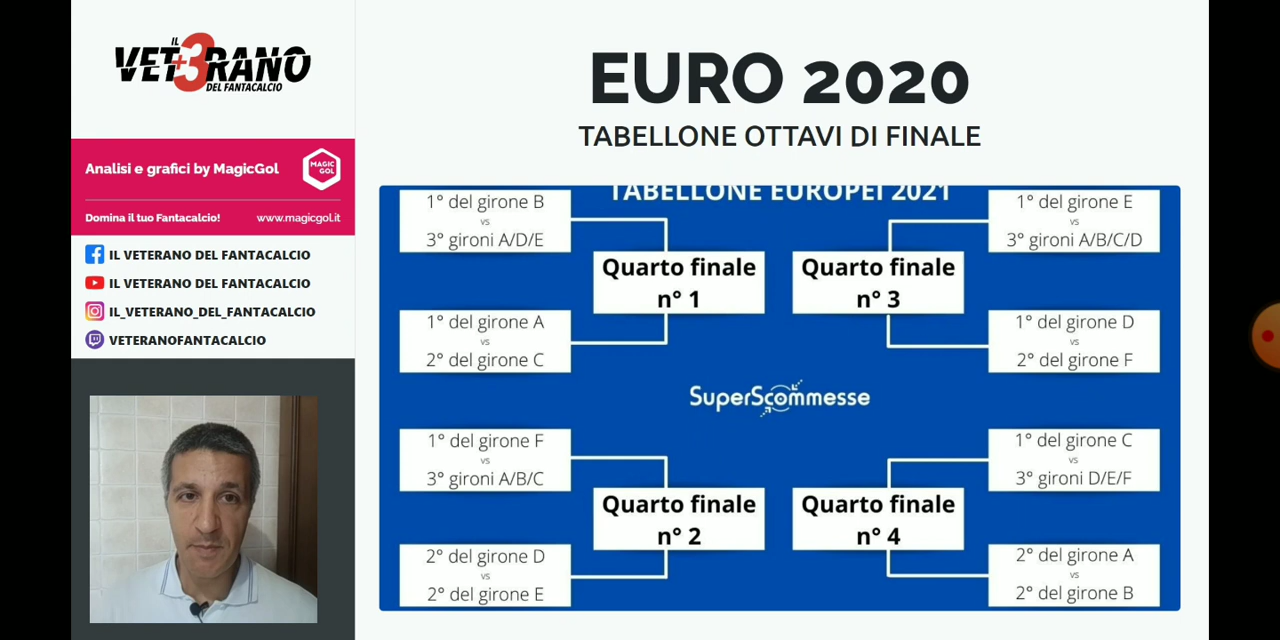 IL
VET+3RANO
DEL FANTACALCIO
Analisi e grafici by MagicGol
MAGIC
GOL
Domina il tuo Fantacalcio!
www.magicgol.it
IL VETERANO DEL FANTACALCIO
IL VETERANO DEL FANTACALCIO
IL_VETERANO_DEL_FANTACALCIO
VETERANOFANTACALCIO
EURO 2020
TABELLONE OTTAVI DI FINALE
TABELLONE EUROPEI 2021
1° del girone B
vs
3° gironi A/D/E
Quarto finale
n° 1
1° del girone A
vs
2° del girone C
1° del girone E
vs
3° gironi A/B/C/D
Quarto finale
n° 3
1° del girone D
vs
2° del girone F
SuperScommesse
1° del girone F
vs
3° gironi A/B/C
Quarto finale
n° 2
2° del girone D
vs
2° del girone E
1° del girone C
vs
3° gironi D/E/F
Quarto finale
n° 4
2° del girone A
vs
2° del girone B